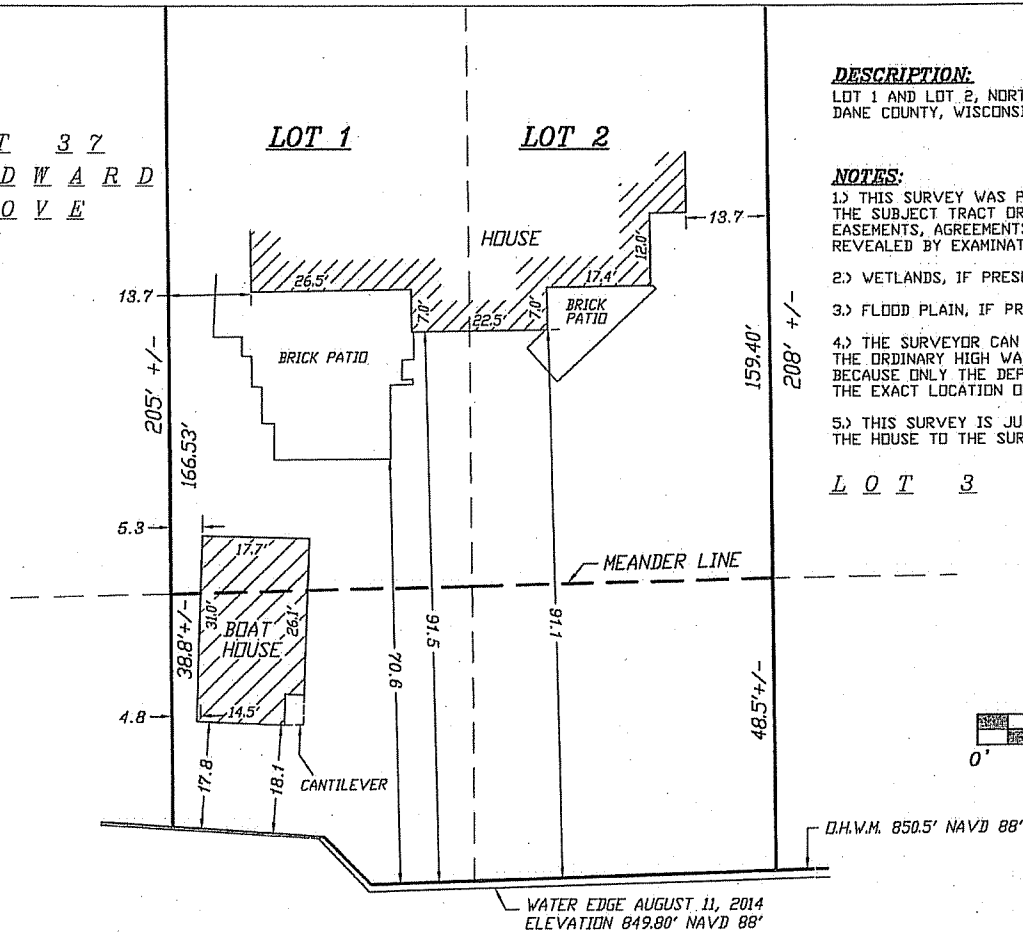 DESCRIPTION:
LOT 1 AND LOT 2, NORT
DANE COUNTY, WISCONSI
T 3 7
D W A R D
O V E
LOT 1
LOT 2
NOTES:
1.) THIS SURVEY WAS P
THE SUBJECT TRACT OR
EASEMENTS, AGREEMENTS
REVEALED BY EXAMINAT
2.) WETLANDS, IF PRESE
3.) FLOOD PLAIN, IF PR
4.) THE SURVEYOR CAN
THE ORDINARY HIGH WA
BECAUSE ONLY THE DEP
THE EXACT LOCATION O
5.) THIS SURVEY IS JU
THE HOUSE TO THE SUR
L O T 3
HOUSE
13.7
12.0'
26.5'
17.4'
13.7
7.0'
22.5'
7.0'
BRICK
PATIO
BRICK PATIO
205' +/-
159.40'
208' +/-
166.53'
5.3
17.7'
MEANDER LINE
31.0'
26.1'
BOAT
HOUSE
38.8'+/-
14.5'
4.8
70.6
91.5
91.1
48.5'+/-
17.8
18.1
CANTILEVER
0'
O.H.W.M. 850.5' NAVD 88'
WATER EDGE AUGUST 11, 2014
ELEVATION 849.80' NAVD 88'